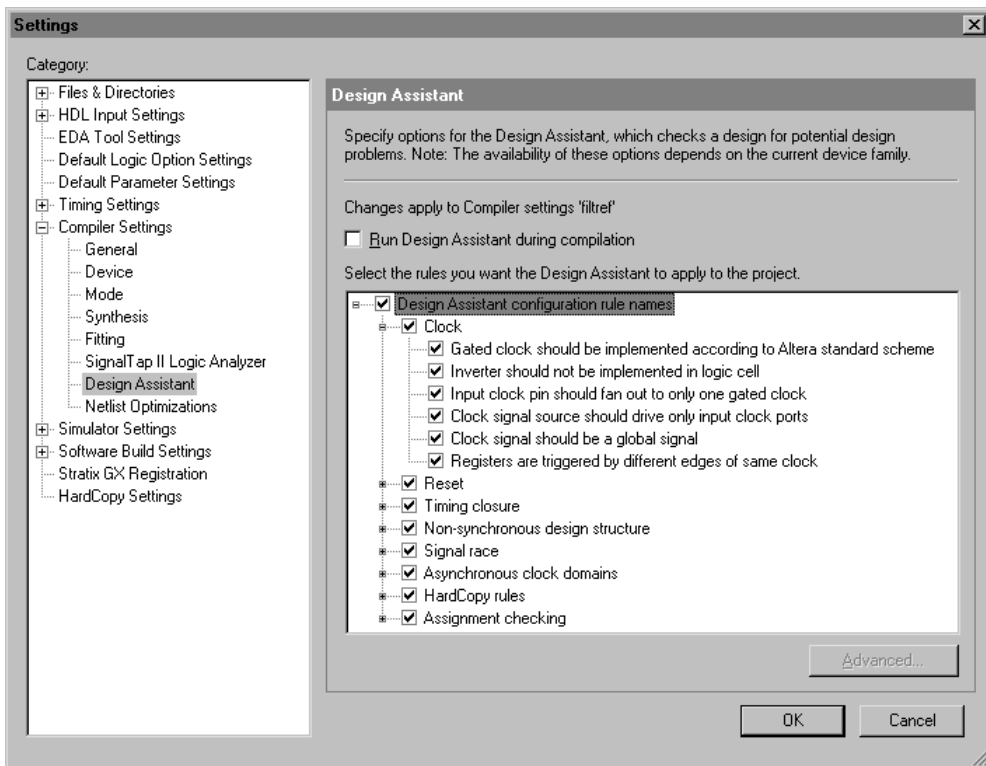 Settings
Category:
Files & Directories
HDL Input Settings
EDA Tool Settings
Default Logic Option Settings
Default Parameter Settings
Timing Settings
Compiler Settings
General
Device
Mode
Synthesis
Fitting
SignalTap II Logic Analyzer
Design Assistant
Netlist Optimizations
Simulator Settings
Software Build Settings
Stratix GX Registration
HardCopy Settings
Design Assistant
Specify options for the Design Assistant, which checks a design for potential design
problems. Note: The availability of these options depends on the current device family.
Changes apply to Compiler settings 'filtref'
Run Design Assistant during compilation
Select the rules you want the Design Assistant to apply to the project.
Design Assistant configuration rule names
Clock
Gated clock should be implemented according to Altera standard scheme
Inverter should not be implemented in logic cell
Input clock pin should fan out to only one gated clock
Clock signal source should drive only input clock ports
Clock signal should be a global signal
Registers are triggered by different edges of same clock
Reset
Timing closure
Non-synchronous design structure
Signal race
Asynchronous clock domains
HardCopy rules
Assignment checking
Advanced...
OK
Cancel